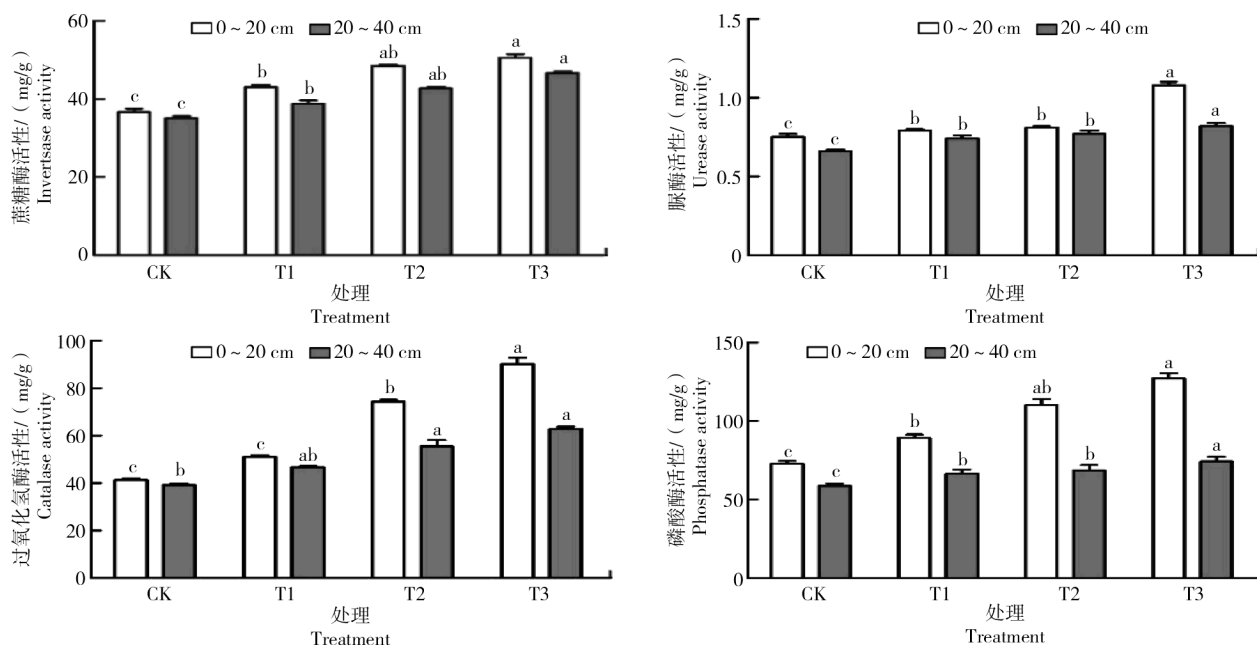 蔗糖酶活性/(mg/g)
Invertsase activity
60
40
20
0
0~20 cm 20~40 cm
c c b b ab ab a a
CK T1 T2 T3
处理
Treatment
脲酶活性/(mg/g)
Urease activity
1.5
1.0
0.5
0
0~20 cm 20~40 cm
c c b b b b a a
CK T1 T2 T3
处理
Treatment
过氧化氢酶活性/(mg/g)
Catalase activity
100
80
60
40
20
0
0~20 cm 20~40 cm
c b c ab b a a a
CK T1 T2 T3
处理
Treatment
磷酸酶活性/(mg/g)
Phosphatase activity
150
100
50
0
0~20 cm 20~40 cm
c c b b ab b a a
CK T1 T2 T3
处理
Treatment